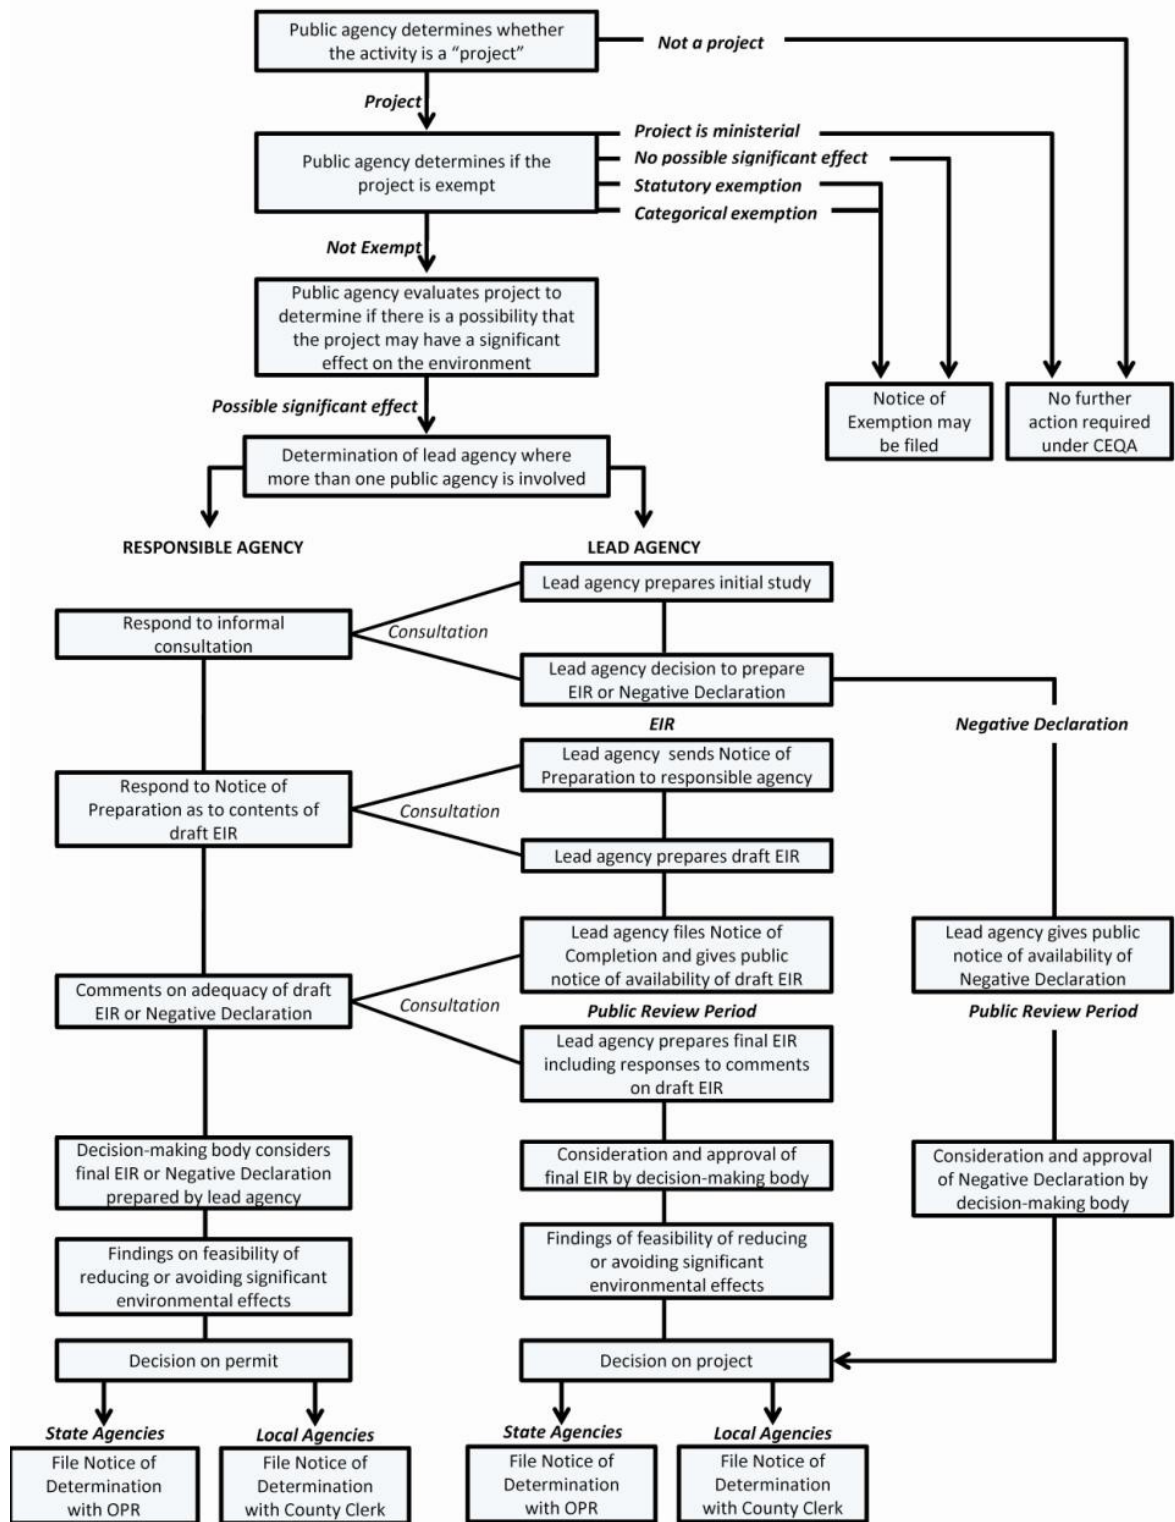 Public agency determines whether
the activity is a “project”
Not a project
Project
Public agency determines if the
project is exempt
Project is ministerial
No possible significant effect
Statutory exemption
Categorical exemption
Not Exempt
Public agency evaluates project to
determine if there is a possibility that
the project may have a significant
effect on the environment
Notice of
Exemption may
be filed
No further
action required
under CEQA
Possible significant effect
Determination of lead agency where
more than one public agency is involved
RESPONSIBLE AGENCY
LEAD AGENCY
Lead agency prepares initial study
Respond to informal
consultation
Consultation
Lead agency decision to prepare
EIR or Negative Declaration
EIR
Negative Declaration
Lead agency sends Notice of
Preparation to responsible agency
Respond to Notice of
Preparation as to contents of
draft EIR
Consultation
Lead agency prepares draft EIR
Lead agency files Notice of
Completion and gives public
notice of availability of draft EIR
Lead agency gives public
notice of availability of
Negative Declaration
Comments on adequacy of draft
EIR or Negative Declaration
Consultation
Public Review Period
Public Review Period
Lead agency prepares final EIR
including responses to comments
on draft EIR
Decision-making body considers
final EIR or Negative Declaration
prepared by lead agency
Consideration and approval of
final EIR by decision-making body
Consideration and approval
of Negative Declaration by
decision-making body
Findings on feasibility of
reducing or avoiding significant
environmental effects
Findings of feasibility of reducing
or avoiding significant
environmental effects
Decision on permit
Decision on project
State Agencies
Local Agencies
State Agencies
Local Agencies
File Notice of
Determination
with OPR
File Notice of
Determination
with County Clerk
File Notice of
Determination
with OPR
File Notice of
Determination
with County Clerk